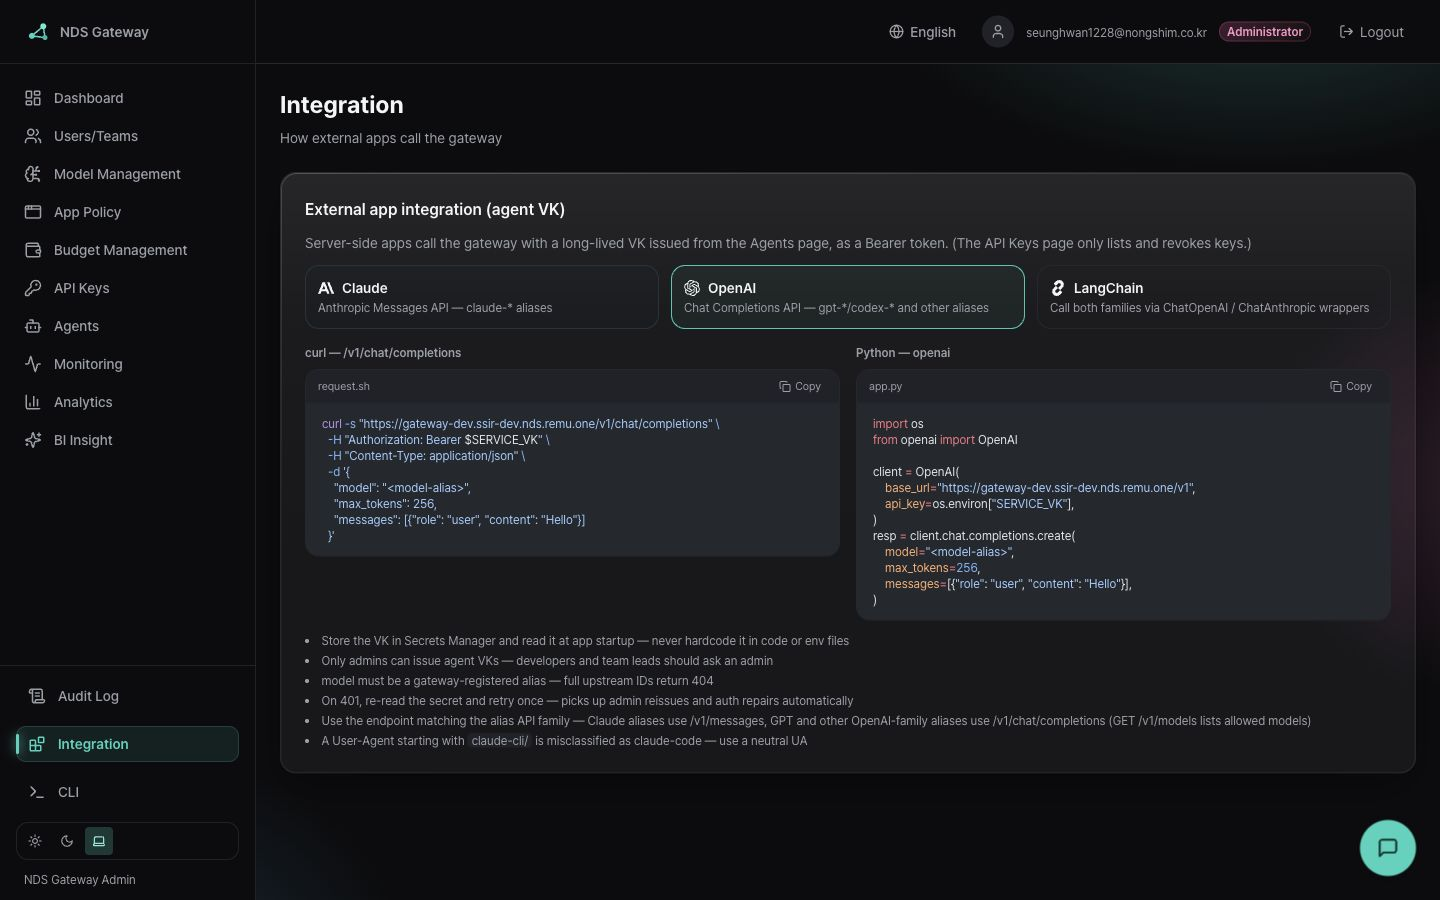 NDS Gateway
English
seunghwan1228@nongshim.co.kr
Administrator
Logout
Dashboard
Users/Teams
Model Management
App Policy
Budget Management
API Keys
Agents
Monitoring
Analytics
BI Insight
Audit Log
Integration
CLI
NDS Gateway Admin
Integration
How external apps call the gateway
External app integration (agent VK)
Server-side apps call the gateway with a long-lived VK issued from the Agents page, as a Bearer token. (The API Keys page only lists and revokes keys.)
Claude
Anthropic Messages API — claude-* aliases
OpenAI
Chat Completions API — gpt-*/codex-* and other aliases
LangChain
Call both families via ChatOpenAI / ChatAnthropic wrappers
curl — /v1/chat/completions
request.sh
Copy
curl -s "https://gateway-dev.ssir-dev.nds.remu.one/v1/chat/completions" \
  -H "Authorization: Bearer $SERVICE_VK" \
  -H "Content-Type: application/json" \
  -d '{
    "model": "<model-alias>",
    "max_tokens": 256,
    "messages": [{"role": "user", "content": "Hello"}]
  }'
Python — openai
app.py
Copy
import os
from openai import OpenAI
client = OpenAI(
    base_url="https://gateway-dev.ssir-dev.nds.remu.one/v1",
    api_key=os.environ["SERVICE_VK"],
)
resp = client.chat.completions.create(
    model="<model-alias>",
    max_tokens=256,
    messages=[{"role": "user", "content": "Hello"}],
)
• Store the VK in Secrets Manager and read it at app startup — never hardcode it in code or env files
• Only admins can issue agent VKs — developers and team leads should ask an admin
• model must be a gateway-registered alias — full upstream IDs return 404
• On 401, re-read the secret and retry once — picks up admin reissues and auth repairs automatically
• Use the endpoint matching the alias API family — Claude aliases use /v1/messages, GPT and other OpenAI-family aliases use /v1/chat/completions (GET /v1/models lists allowed models)
• A User-Agent starting with claude-cli/ is misclassified as claude-code — use a neutral UA